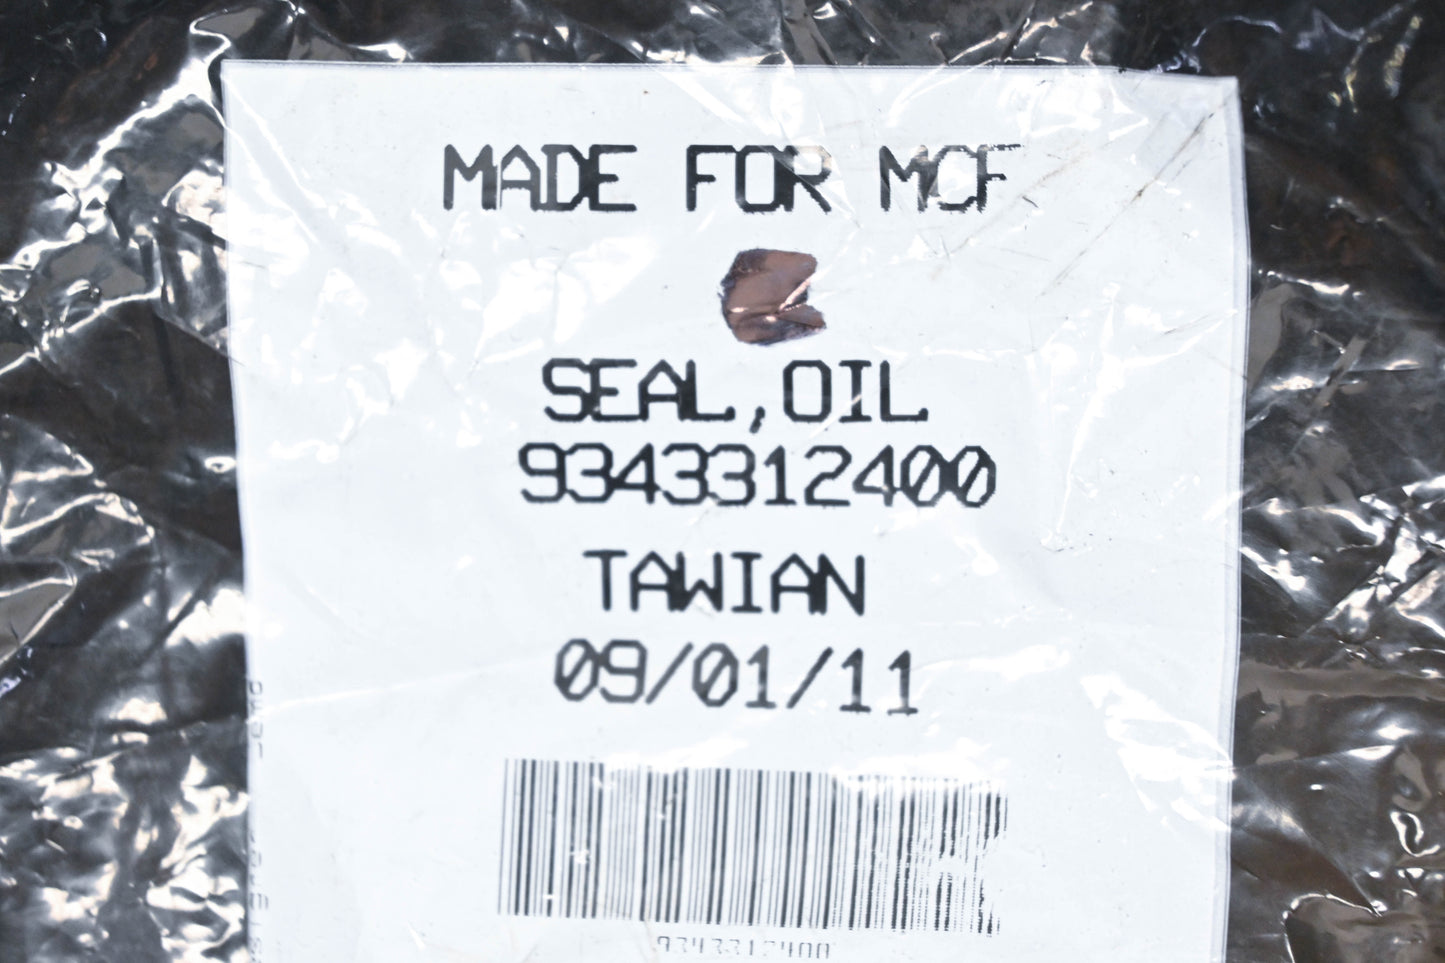 MADE FOR MCF
SEAL,OIL
9343312400
TAWIAN
09/01/11
9343312400